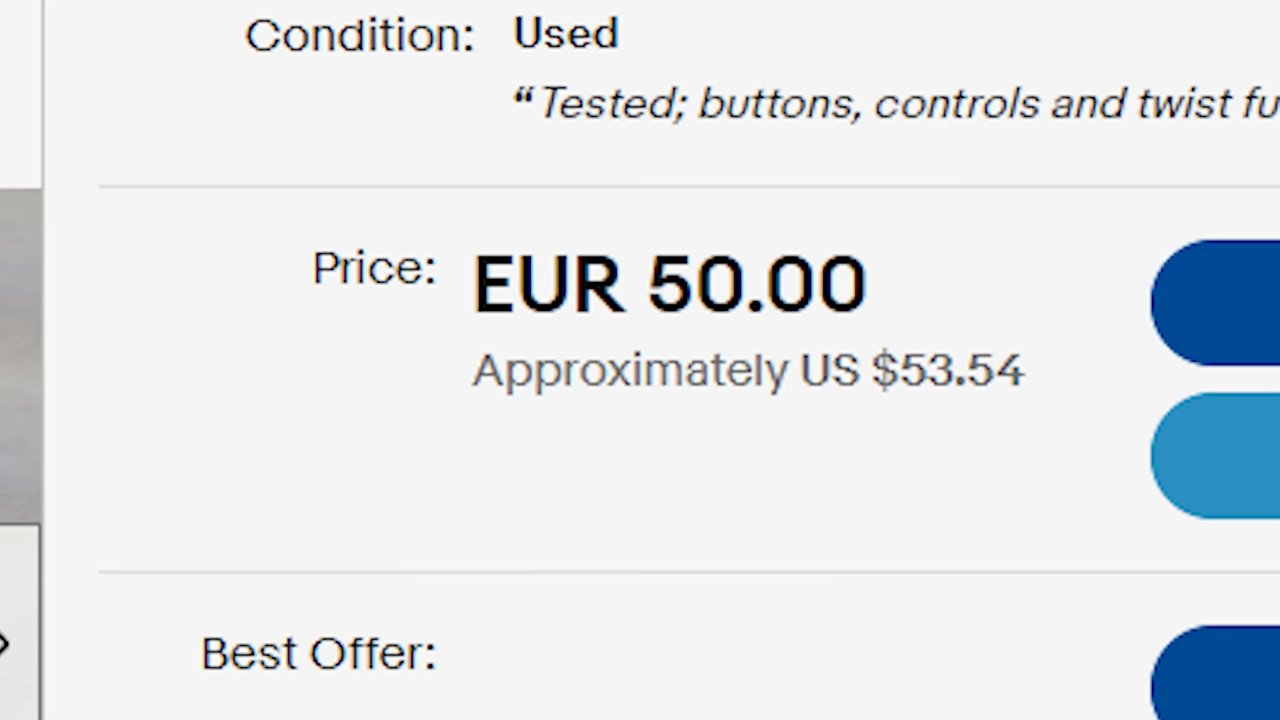 Condition: Used
“Tested; buttons, controls and twist
Price: EUR 50.00
Approximately US $53.54
Best Offer: